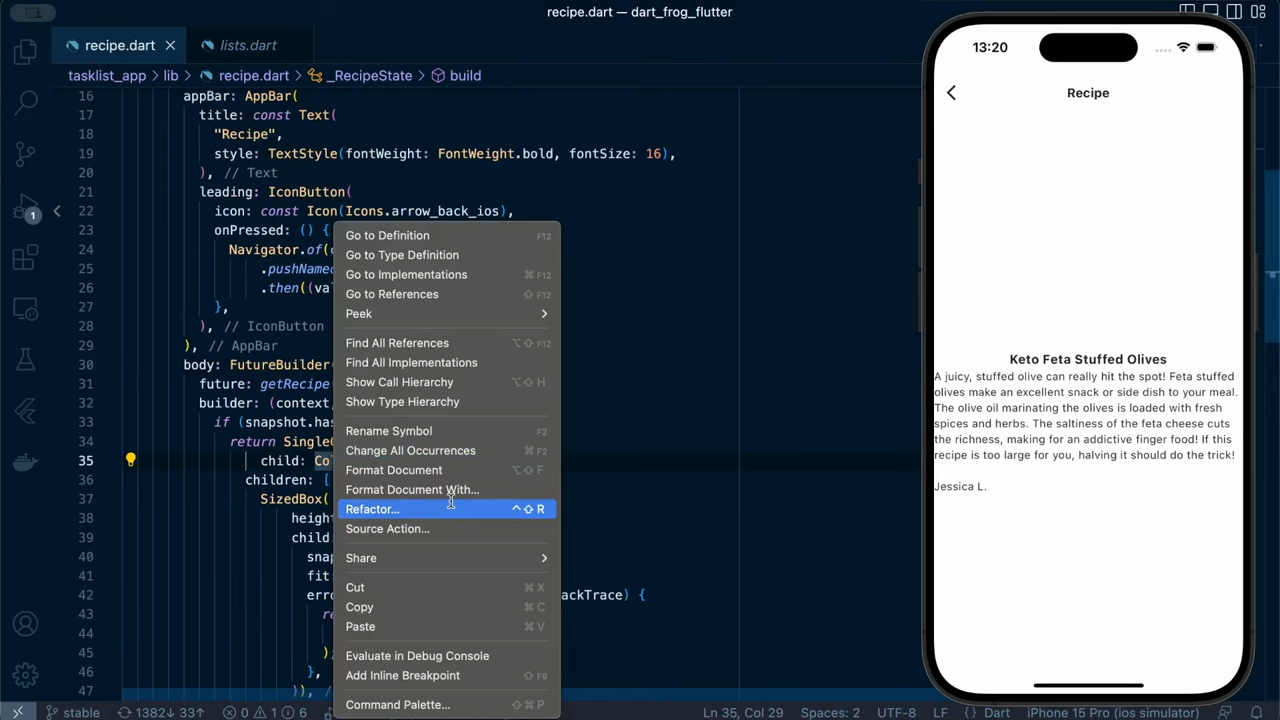 recipe.dart — dart_frog_flutter
recipe.dart
lists.dart
tasklist_app > lib > recipe.dart > _RecipeState > build
16 appBar: AppBar(
17 title: const Text(
18 "Recipe",
19 style: TextStyle(fontWeight: FontWeight.bold, fontSize: 16),
20 ), // Text
21 leading: IconButton(
22 icon: const Icon(Icons.arrow_back_ios),
23 onPressed: () {
24 Navigator.of(
25 .pushName
26 .then((va
27 },
28 ), // IconButton
29 ), // AppBar
30 body: FutureBuilder
31 future: getRecipe
32 builder: (context,
33 if (snapshot.has
34 return Single
35 child: Co
36 children: [
37 SizedBox(
38 height
39 child:
40 snap
41 fit:
42 erro ackTrace) {
43 re
44
45 );
46 },
47 )), /
1
Go to Definition F12
Go to Type Definition
Go to Implementations ⌘ F12
Go to References ⇧ F12
Peek
Find All References ⌥⇧ F12
Find All Implementations
Show Call Hierarchy ⌥⇧ H
Show Type Hierarchy
Rename Symbol F2
Change All Occurrences ⌘ F2
Format Document ⌥⇧ F
Format Document With...
Refactor... ^⇧ R
Source Action...
Share
Cut ⌘ X
Copy ⌘ C
Paste ⌘ V
Evaluate in Debug Console
Add Inline Breakpoint ⇧ F9
Command Palette... ⇧⌘ P
13:20
Recipe
Keto Feta Stuffed Olives
A juicy, stuffed olive can really hit the spot! Feta stuffed
olives make an excellent snack or side dish to your meal.
The olive oil marinating the olives is loaded with fresh
spices and herbs. The saltiness of the feta cheese cuts
the richness, making for an addictive finger food! If this
recipe is too large for you, halving it should do the trick!
Jessica L.
stable 1382↓ 33↑ 0 1 6 Ln 35, Col 29 Spaces: 2 UTF-8 LF Dart iPhone 15 Pro (ios simulator)